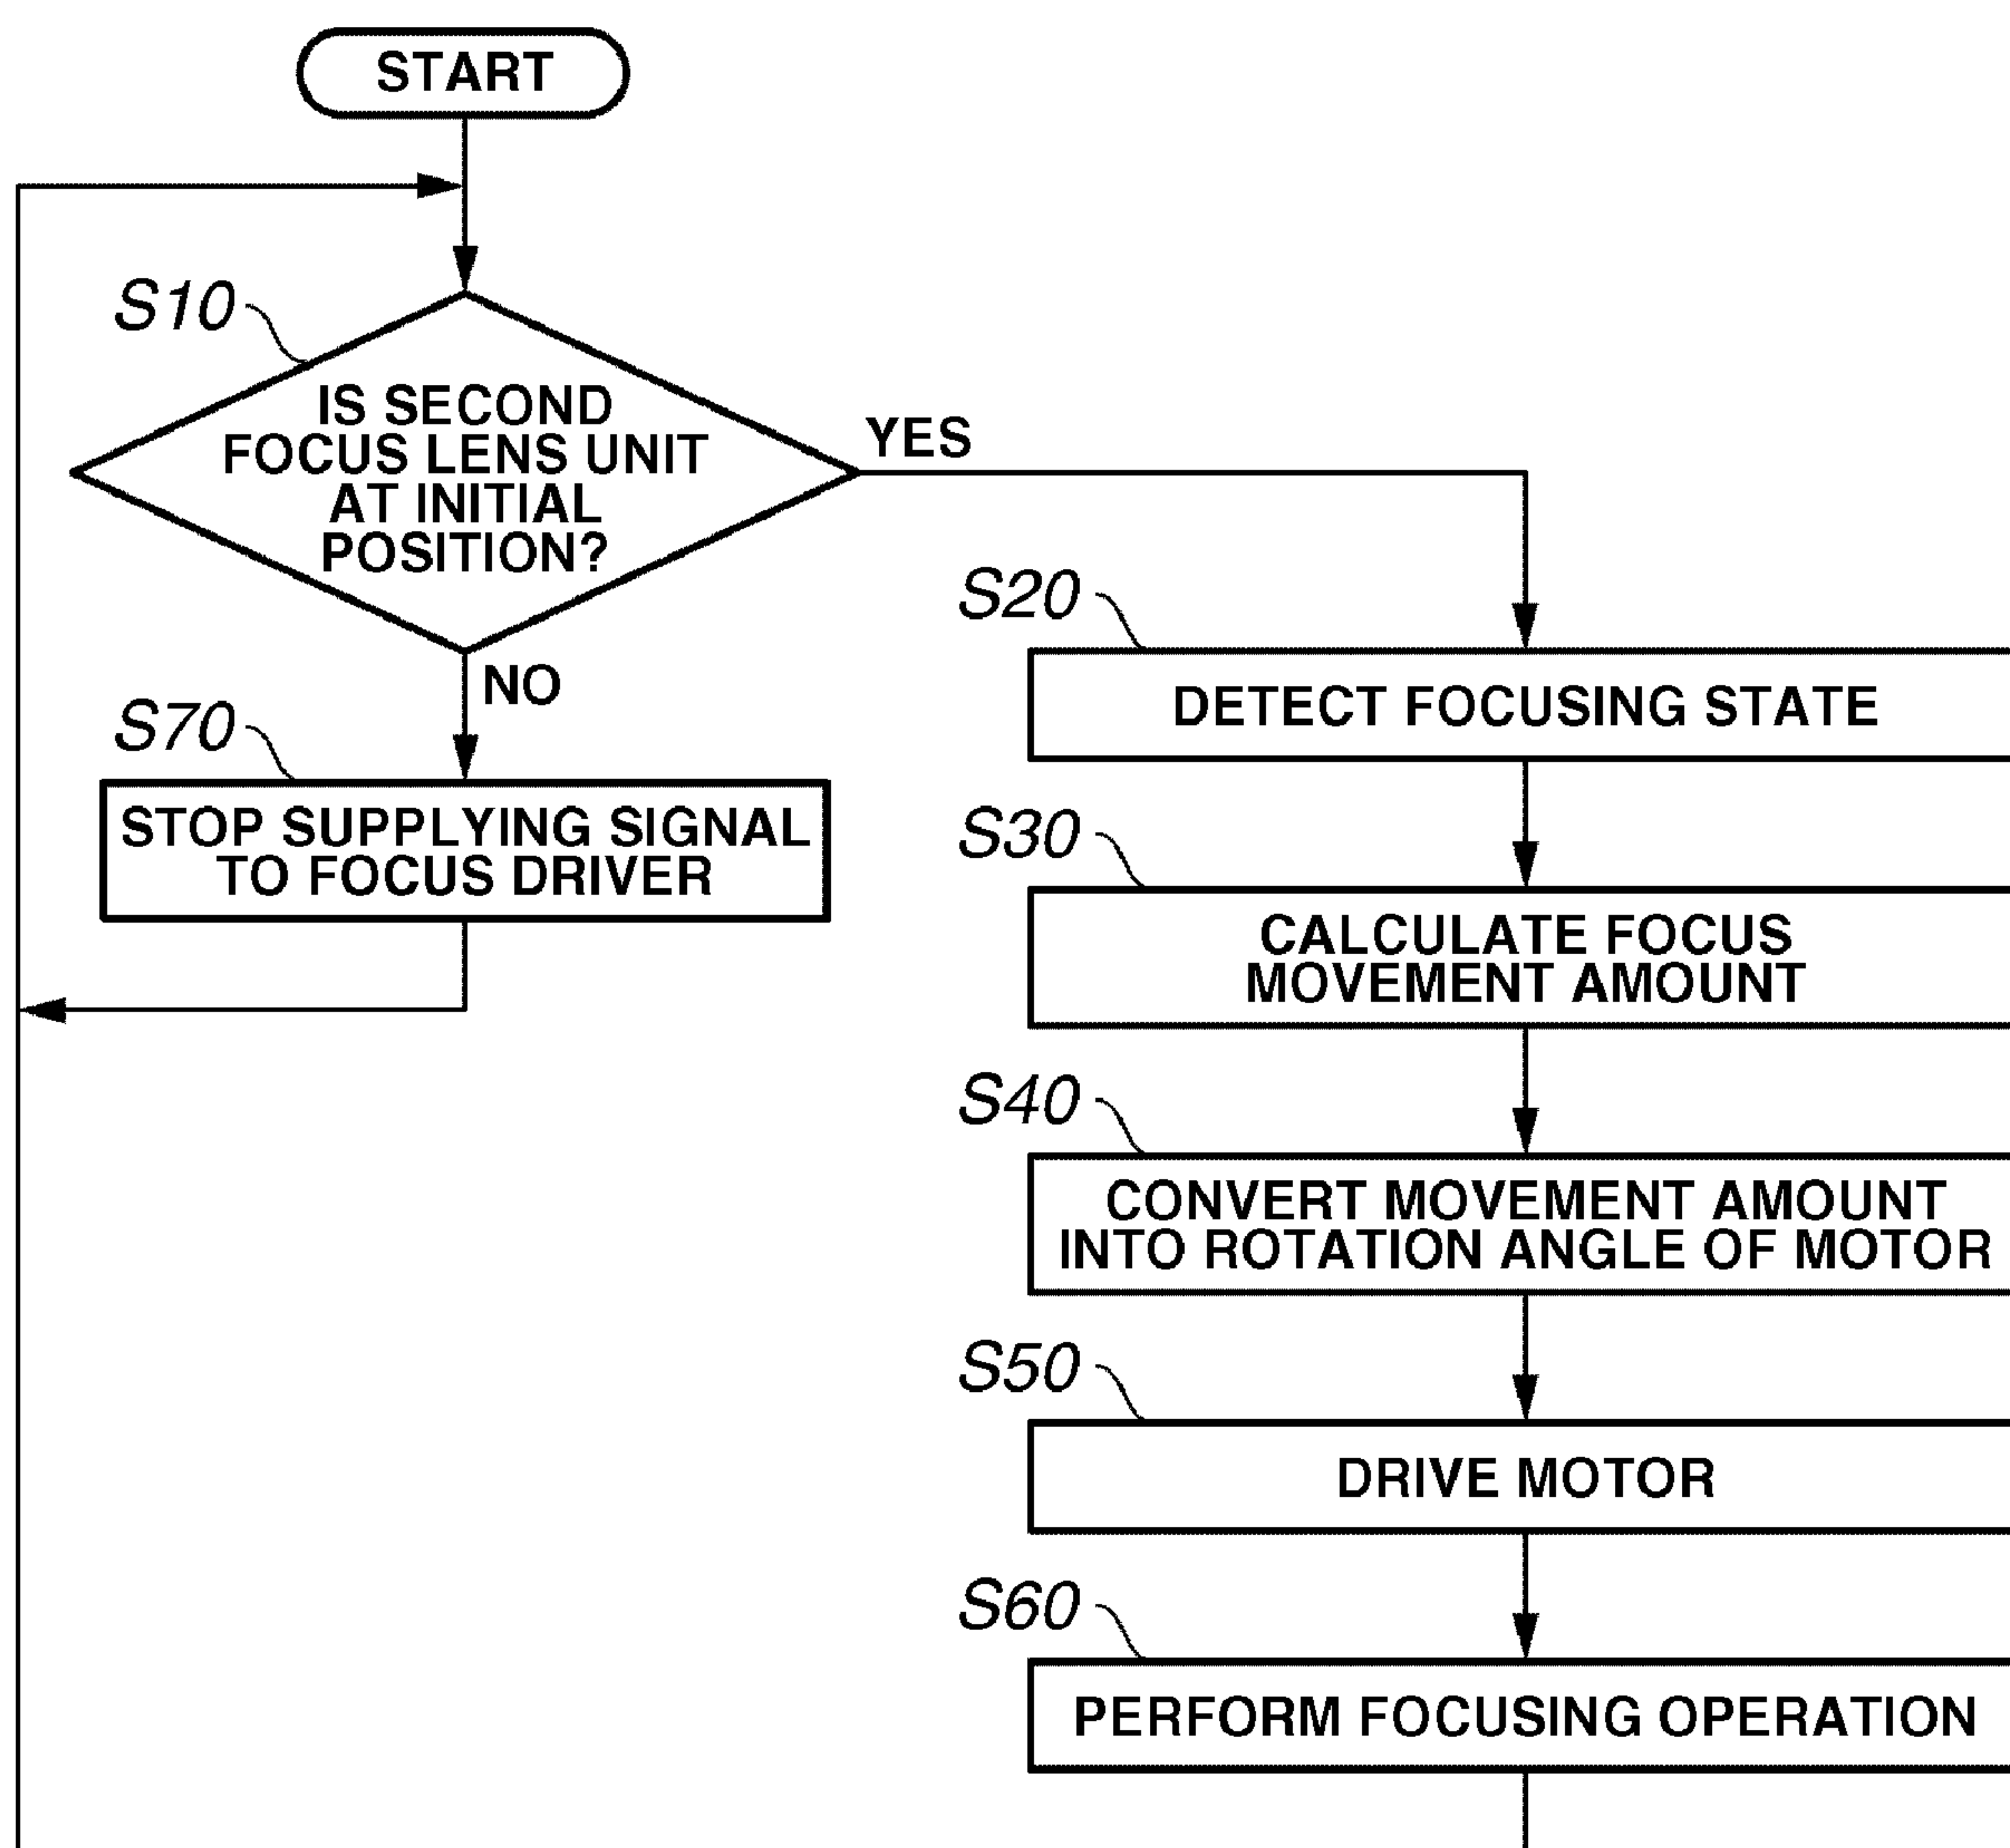 START
S10
IS SECOND
FOCUS LENS UNIT
AT INITIAL
POSITION?
YES
NO
S70
STOP SUPPLYING SIGNAL
TO FOCUS DRIVER
S20
DETECT FOCUSING STATE
S30
CALCULATE FOCUS
MOVEMENT AMOUNT
S40
CONVERT MOVEMENT AMOUNT
INTO ROTATION ANGLE OF MOTOR
S50
DRIVE MOTOR
S60
PERFORM FOCUSING OPERATION